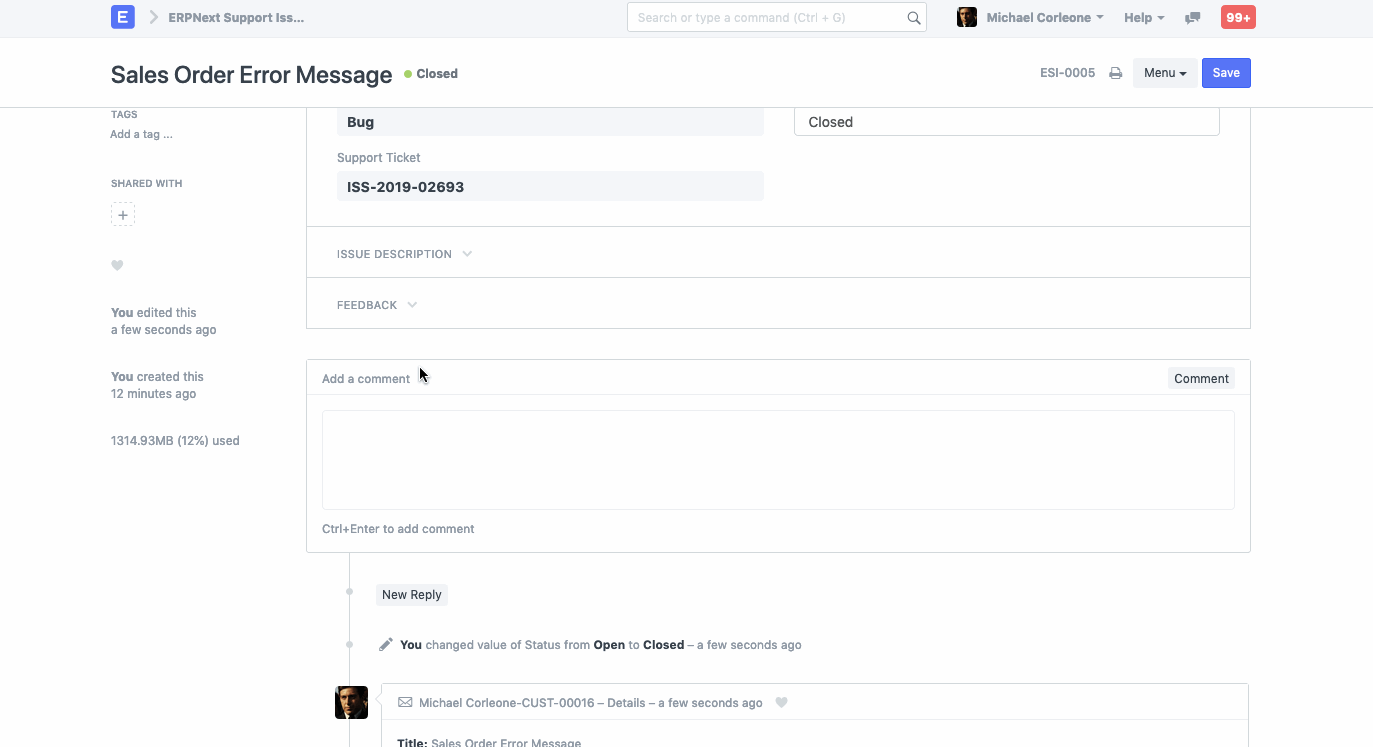 E ERPNext Support Iss...
Search or type a command (Ctrl + G)
Michael Corleone
Help
99+
Sales Order Error Message
Closed
ESI-0005
Menu
Save
TAGS
Add a tag ...
SHARED WITH
+
You edited this
a few seconds ago
You created this
12 minutes ago
1314.93MB (12%) used
Bug
Closed
Support Ticket
ISS-2019-02693
ISSUE DESCRIPTION
FEEDBACK
Add a comment
Comment
Ctrl+Enter to add comment
New Reply
You changed value of Status from Open to Closed – a few seconds ago
Michael Corleone-CUST-00016 – Details – a few seconds ago
Title: Sales Order Error Message